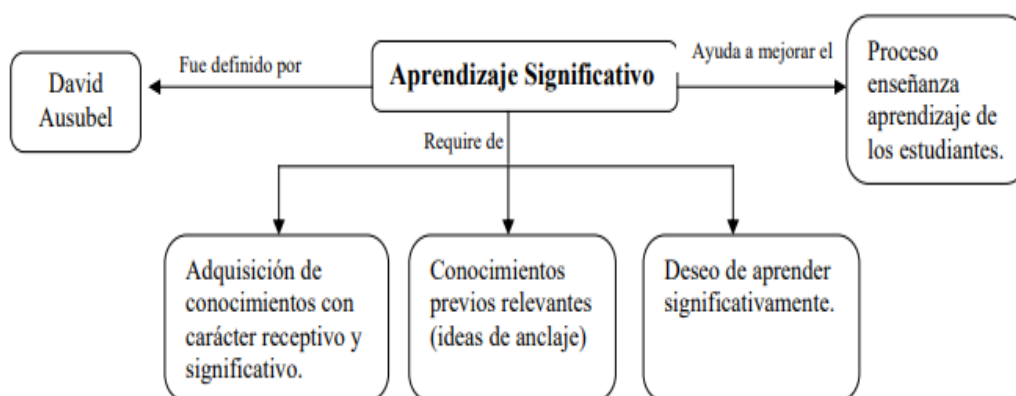 David
Ausubel
Fue definido por
Aprendizaje Significativo
Ayuda a mejorar el
Proceso
enseñanza
aprendizaje de
los estudiantes.
Require de
Adquisición de
conocimientos con
carácter receptivo y
significativo.
Conocimientos
previos relevantes
(ideas de anclaje)
Deseo de aprender
significativamente.